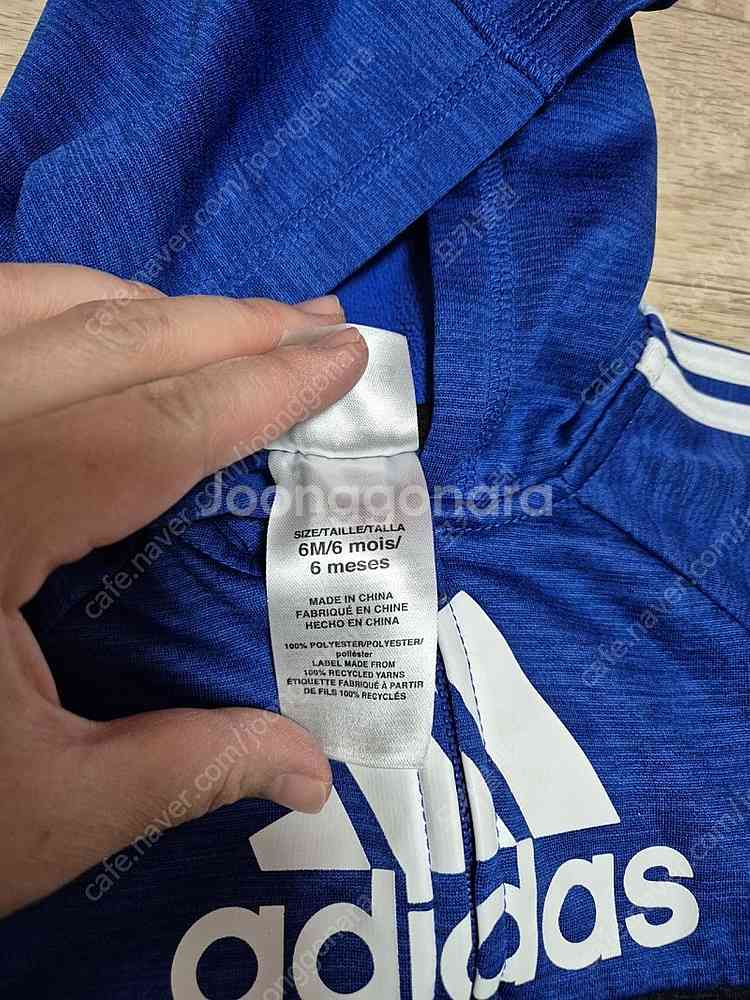 Joonggonara
SIZE/TAILLE/TALLA
6M/6 mois/
6 meses
MADE IN CHINA
FABRIQUÉ EN CHINE
HECHO EN CHINA
100% POLYESTER/POLYESTER/
poliéster
LABEL MADE FROM
100% RECYCLED YARNS
ÉTIQUETTE FABRIQUÉ À PARTIR
DE FILS 100% RECYCLÉS
adidas
cafe.naver.com/joonggonara